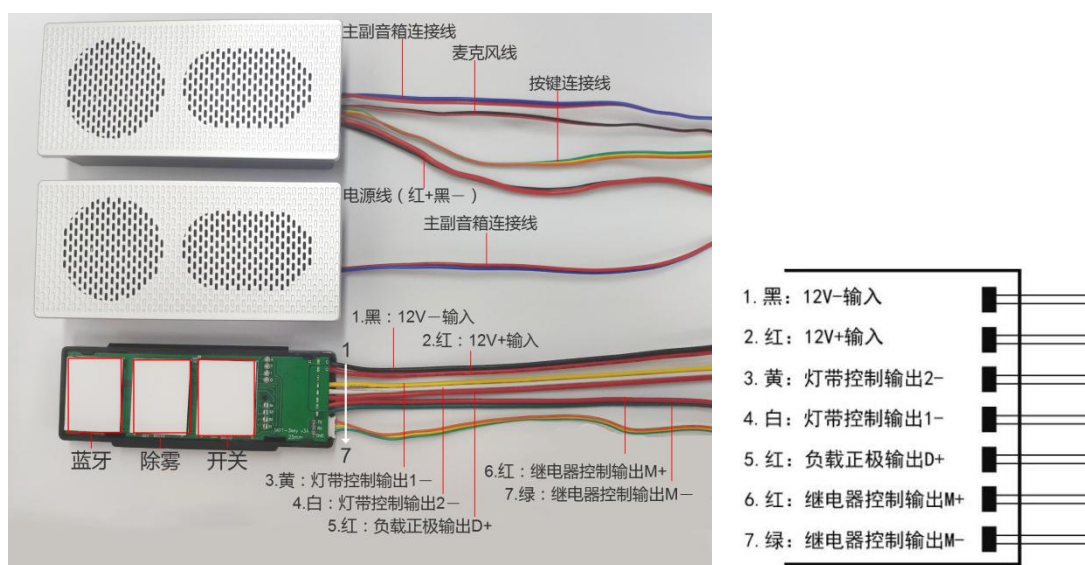 主副音箱连接线
麦克风线
按键连接线
电源线（红+黑－）
主副音箱连接线
1.黑：12V－输入
2.红：12V+输入
1
7
蓝牙
除雾
开关
3.黄：灯带控制输出1－
4.白：灯带控制输出2－
5.红：负载正极输出D+
6.红：继电器控制输出M+
7.绿：继电器控制输出M－
1. 黑：12V-输入
2. 红：12V+输入
3. 黄：灯带控制输出2-
4. 白：灯带控制输出1-
5. 红：负载正极输出D+
6. 红：继电器控制输出M+
7. 绿：继电器控制输出M-